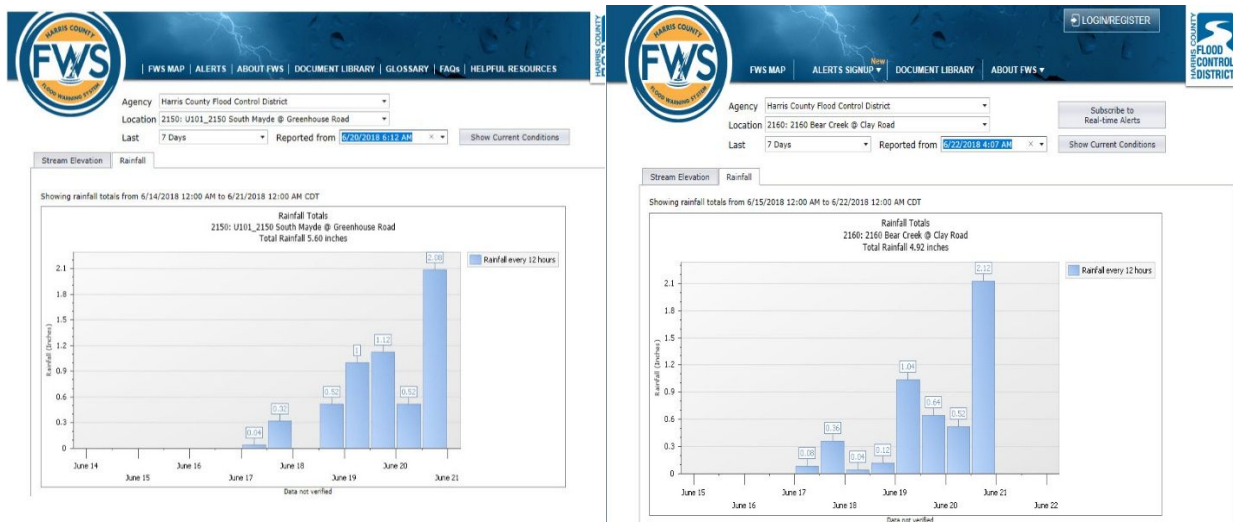 HARRIS COUNTY
FWS
FLOOD WARNING SYSTEM
FWS MAP | ALERTS | ABOUT FWS | DOCUMENT LIBRARY | GLOSSARY | FAQs | HELPFUL RESOURCES
HARRIS COUNTY
Agency Harris County Flood Control District
Location 2150: U101_2150 South Mayde @ Greenhouse Road
Last 7 Days Reported from 6/20/2018 6:12 AM Show Current Conditions
Stream Elevation Rainfall
Showing rainfall totals from 6/14/2018 12:00 AM to 6/21/2018 12:00 AM CDT
Rainfall Totals
2150: U101_2150 South Mayde @ Greenhouse Road
Total Rainfall 5.60 inches
Rainfall every 12 hours
Rainfall (Inches)
2.1
1.8
1.5
1.2
0.9
0.6
0.3
0
0.04
0.32
0.52
1
1.12
0.52
2.08
June 14
June 15
June 16
June 17
June 18
June 19
June 20
June 21
Data not verified
HARRIS COUNTY
FWS
FLOOD WARNING SYSTEM
LOGIN/REGISTER
New
FWS MAP | ALERTS SIGNUP | DOCUMENT LIBRARY | ABOUT FWS
HARRIS COUNTY
FLOOD
CONTROL
DISTRICT
Agency Harris County Flood Control District
Location 2160: 2160 Bear Creek @ Clay Road
Last 7 Days Reported from 6/22/2018 4:07 AM
Subscribe to
Real-time Alerts
Show Current Conditions
Stream Elevation Rainfall
Showing rainfall totals from 6/15/2018 12:00 AM to 6/22/2018 12:00 AM CDT
Rainfall Totals
2160: 2160 Bear Creek @ Clay Road
Total Rainfall 4.92 inches
Rainfall every 12 hours
Rainfall (Inches)
2.1
1.8
1.5
1.2
0.9
0.6
0.3
0
0.08
0.36
0.04
0.12
1.04
0.64
0.52
2.12
June 15
June 16
June 17
June 18
June 19
June 20
June 21
June 22
Data not verified